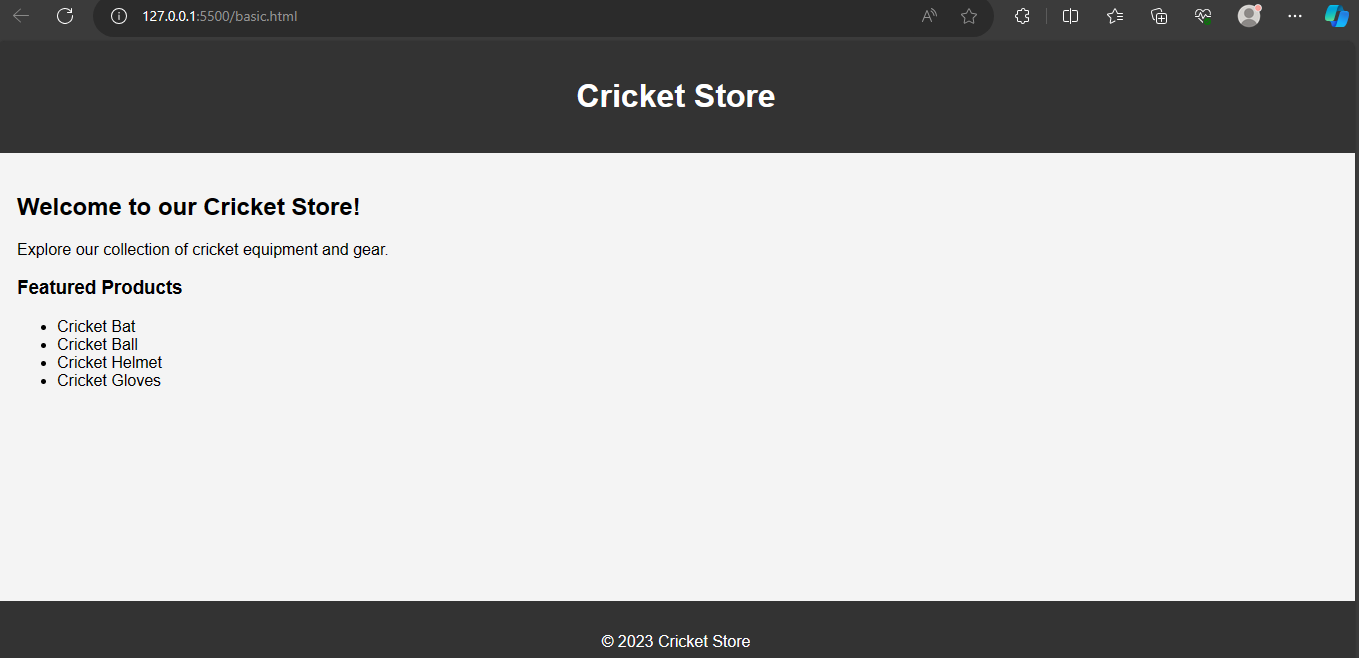 127.0.0.1:5500/basic.html
Cricket Store
Welcome to our Cricket Store!
Explore our collection of cricket equipment and gear.
Featured Products
Cricket Bat
Cricket Ball
Cricket Helmet
Cricket Gloves
© 2023 Cricket Store